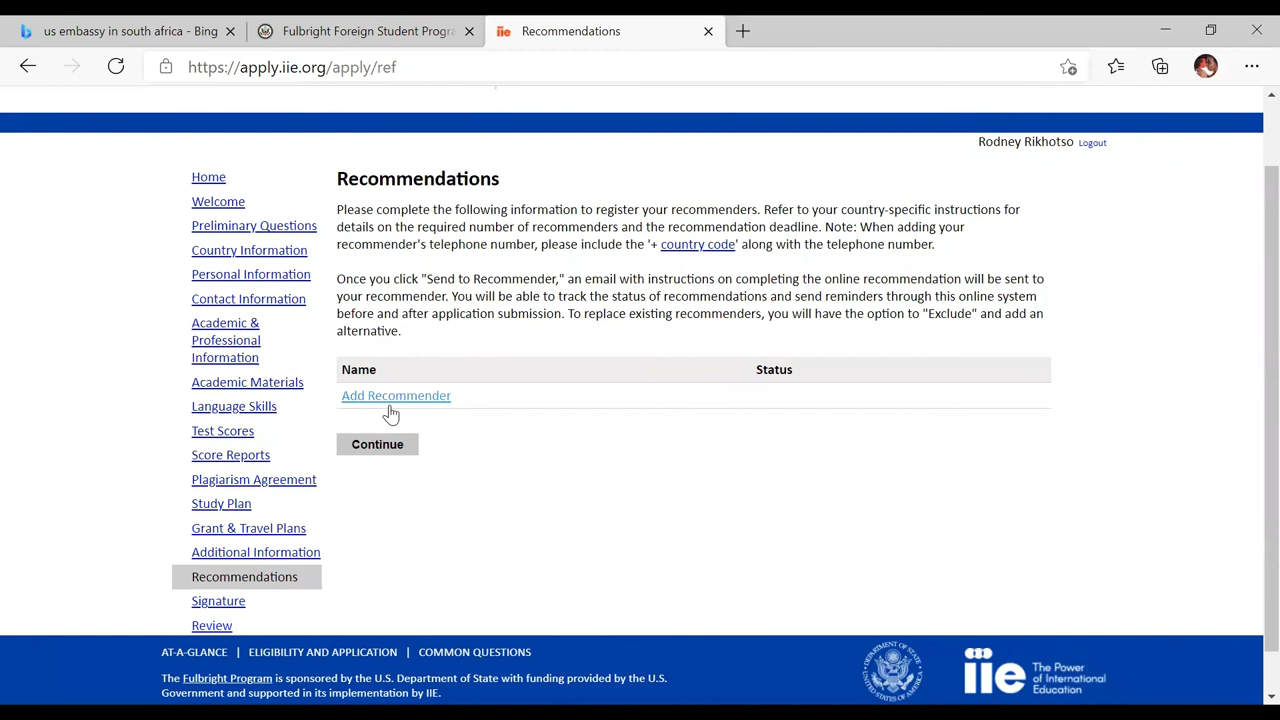 us embassy in south africa - Bing
Fulbright Foreign Student Progra
iie Recommendations
https://apply.iie.org/apply/ref
Rodney Rikhotso Logout
Home
Welcome
Preliminary Questions
Country Information
Personal Information
Contact Information
Academic &
Professional
Information
Academic Materials
Language Skills
Test Scores
Score Reports
Plagiarism Agreement
Study Plan
Grant & Travel Plans
Additional Information
Recommendations
Signature
Review
Recommendations
Please complete the following information to register your recommenders. Refer to your country-specific instructions for
details on the required number of recommenders and the recommendation deadline. Note: When adding your
recommender's telephone number, please include the '+ country code' along with the telephone number.
Once you click "Send to Recommender," an email with instructions on completing the online recommendation will be sent to
your recommender. You will be able to track the status of recommendations and send reminders through this online system
before and after application submission. To replace existing recommenders, you will have the option to "Exclude" and add an
alternative.
Name Status
Add Recommender
Continue
AT-A-GLANCE | ELIGIBILITY AND APPLICATION | COMMON QUESTIONS
The Fulbright Program is sponsored by the U.S. Department of State with funding provided by the U.S.
Government and supported in its implementation by IIE.
DEPARTMENT OF STATE
UNITED STATES OF AMERICA
iie
The Power
of International
Education